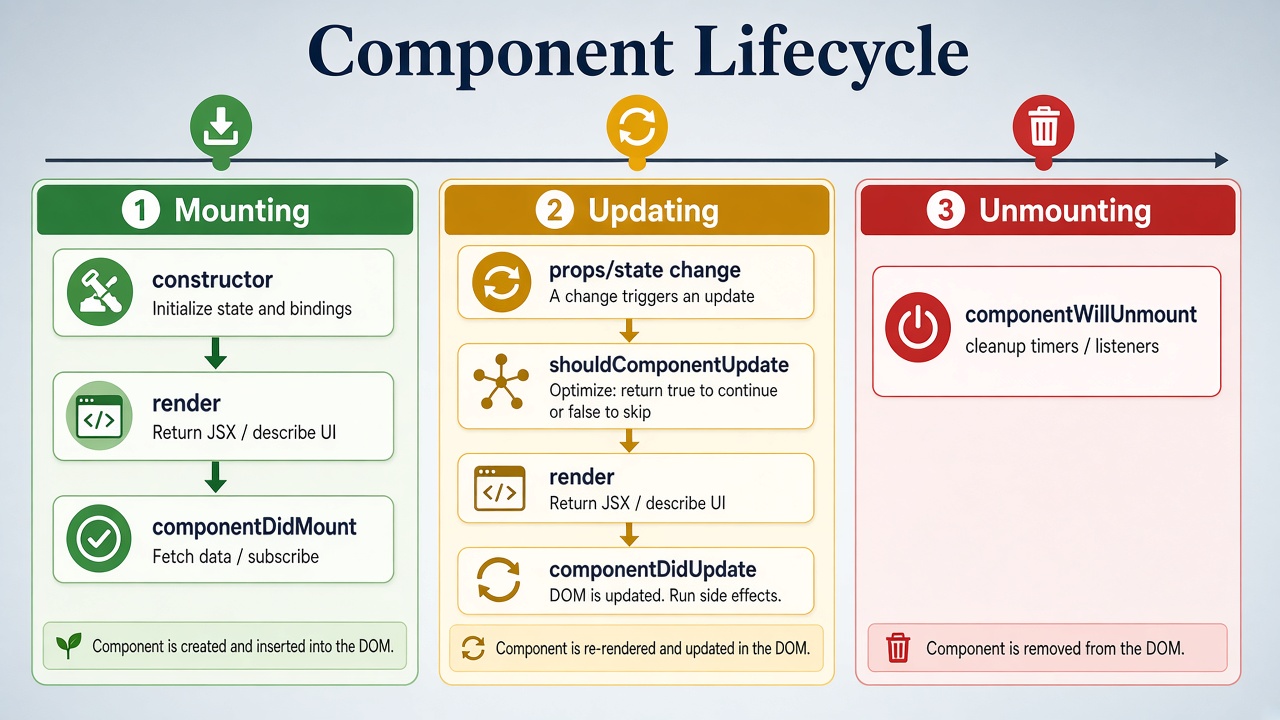 Component Lifecycle
1 Mounting
constructor
Initialize state and bindings
render
Return JSX / describe UI
componentDidMount
Fetch data / subscribe
Component is created and inserted into the DOM.
2 Updating
props/state change
A change triggers an update
shouldComponentUpdate
Optimize: return true to continue
or false to skip
render
Return JSX / describe UI
componentDidUpdate
DOM is updated. Run side effects.
Component is re-rendered and updated in the DOM.
3 Unmounting
componentWillUnmount
cleanup timers / listeners
Component is removed from the DOM.